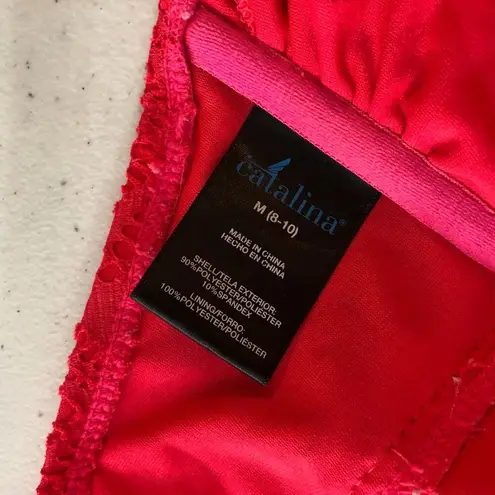 catalina®
M (8-10)
MADE IN CHINA
HECHO EN CHINA
SHELL/TELA EXTERIOR:
90%POLYESTER/POLIÉSTER
10%SPANDEX
LINING/FORRO:
100%POLYESTER/POLIÉSTER